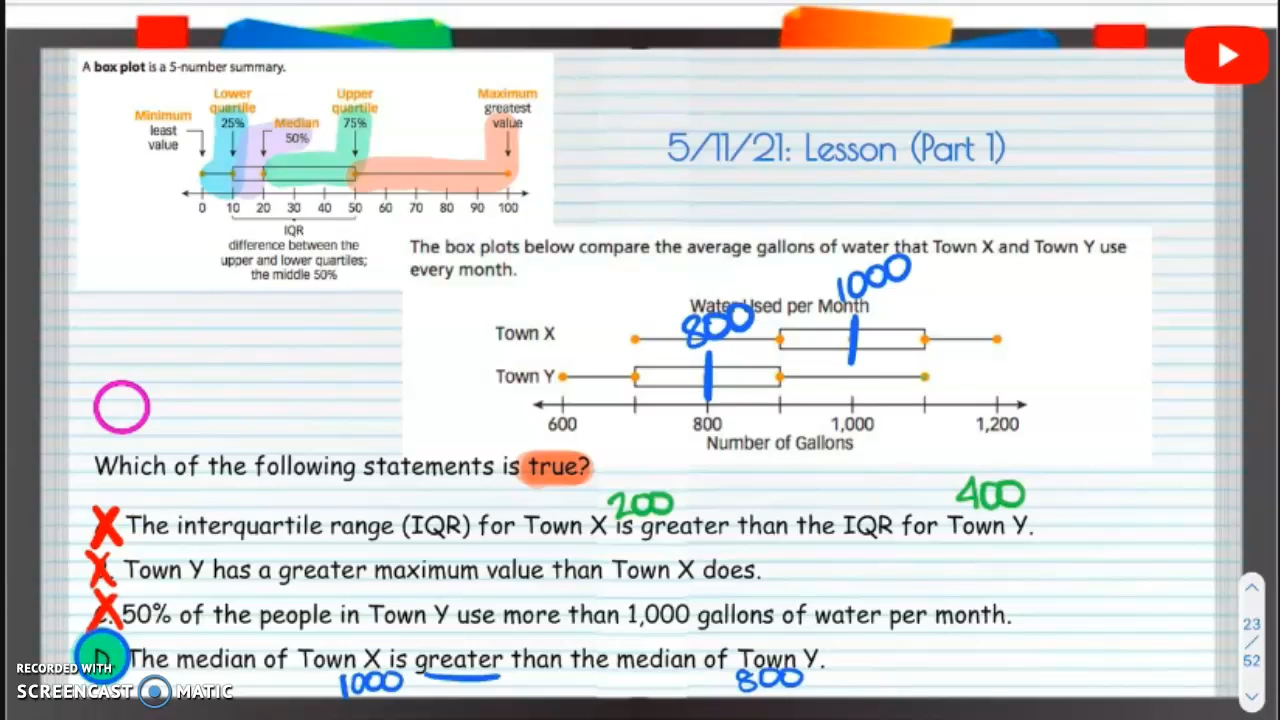 A box plot is a 5-number summary.
Minimum
least
value
Lower
quartile
25%
Median
50%
Upper
quartile
75%
Maximum
greatest
value
0 10 20 30 40 50 60 70 80 90 100
IQR
difference between the
upper and lower quartiles;
the middle 50%
5/11/21: Lesson (Part 1)
The box plots below compare the average gallons of water that Town X and Town Y use
every month.
1000
Water Used per Month
800
Town X
Town Y
600 800 1,000 1,200
Number of Gallons
Which of the following statements is true?
200 400
The interquartile range (IQR) for Town X is greater than the IQR for Town Y.
Town Y has a greater maximum value than Town X does.
50% of the people in Town Y use more than 1,000 gallons of water per month.
D. The median of Town X is greater than the median of Town Y.
1000 800
RECORDED WITH
SCREENCAST MATIC
23
/
52